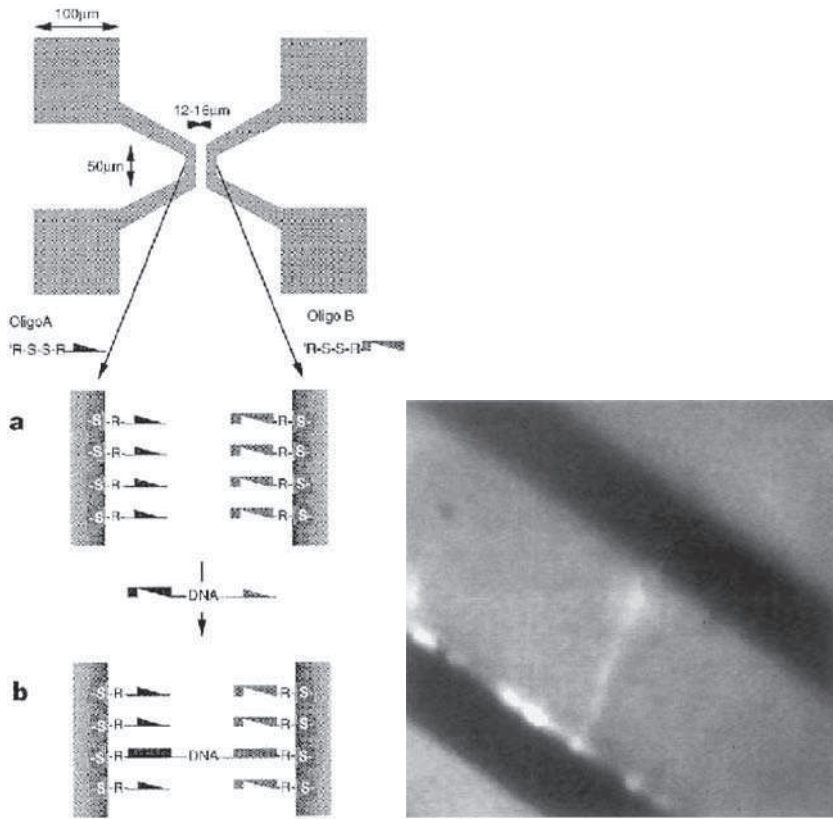 100μm
12-16μm
50μm
OligoA
Oligo B
'R-S-S-R
'R-S-S-R
a
-S-R R-S-
-S-R R-S-
-S-R R-S-
-S-R R-S-
DNA
b
-S-R R-S-
-S-R R-S-
-S-R DNA R-S-
-S-R R-S-